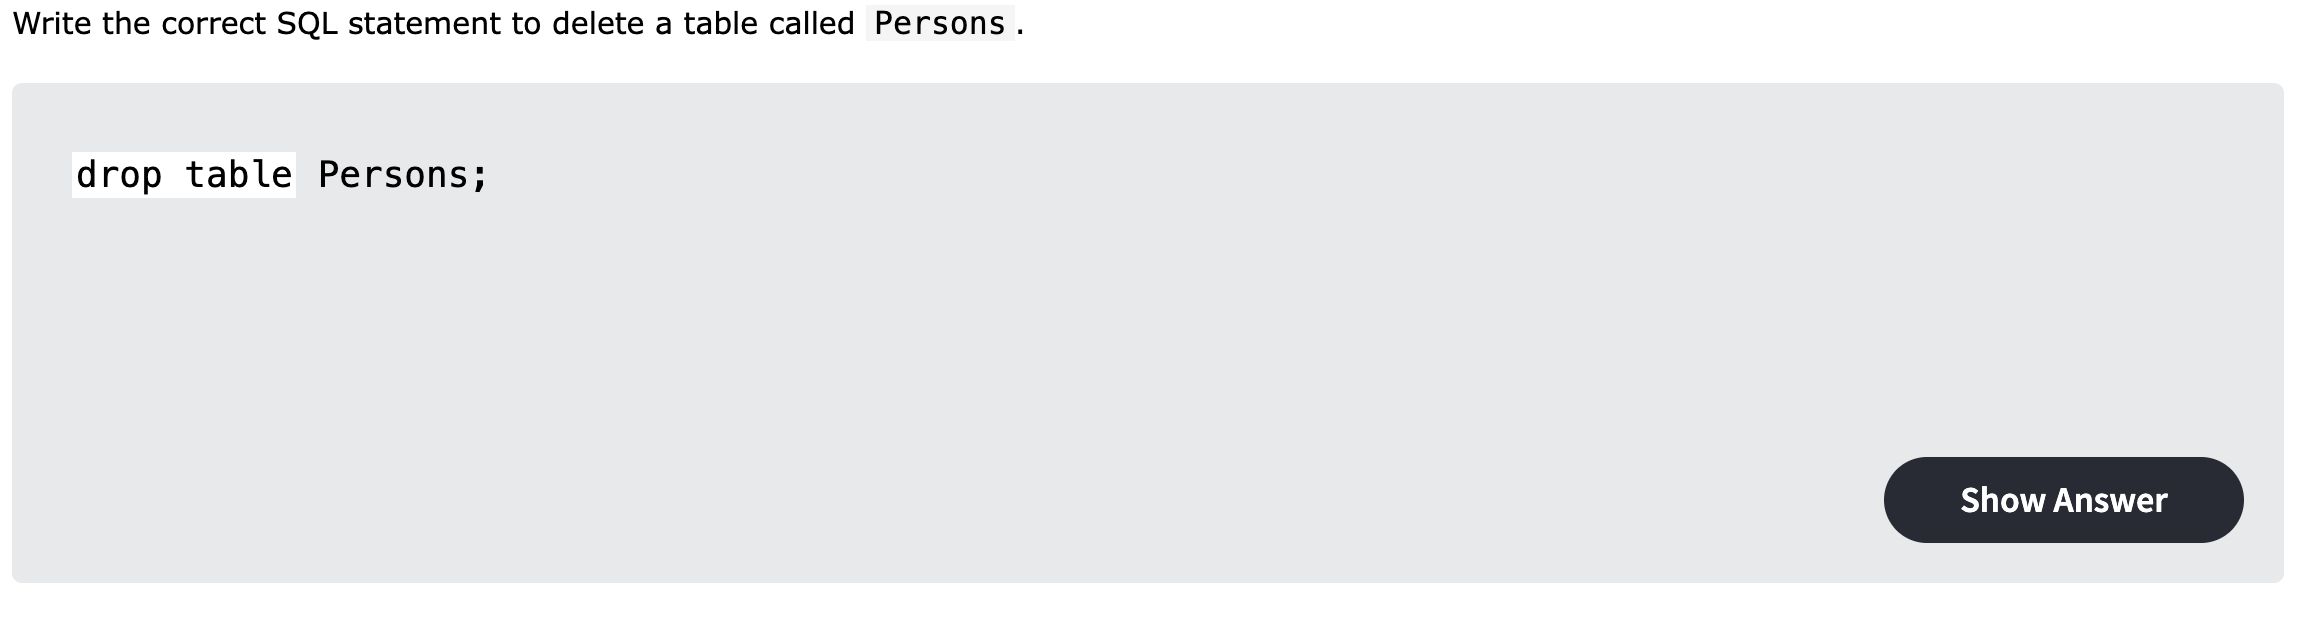 Write the correct SQL statement to delete a table called Persons.
drop table Persons;
Show Answer